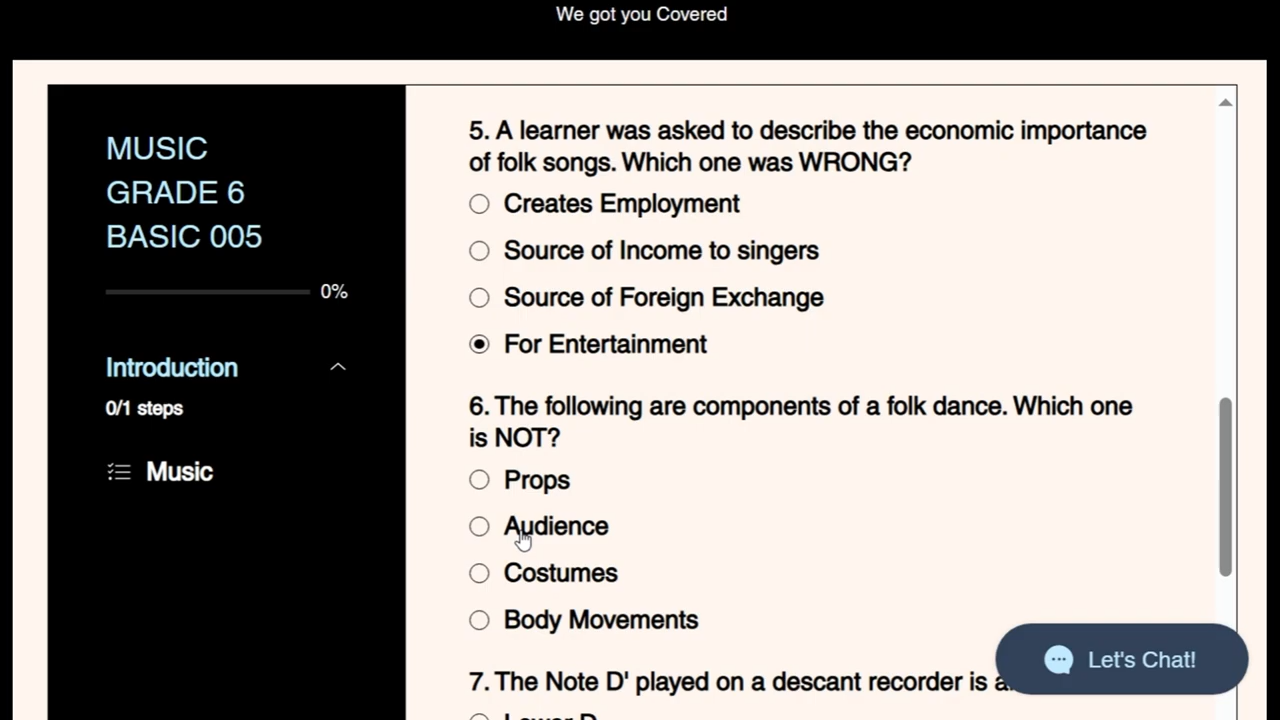 We got you Covered
MUSIC
GRADE 6
BASIC 005
0%
Introduction
0/1 steps
Music
5. A learner was asked to describe the economic importance
of folk songs. Which one was WRONG?
Creates Employment
Source of Income to singers
Source of Foreign Exchange
For Entertainment
6. The following are components of a folk dance. Which one
is NOT?
Props
Audience
Costumes
Body Movements
7. The Note D' played on a descant recorder is
Lower D
Let's Chat!